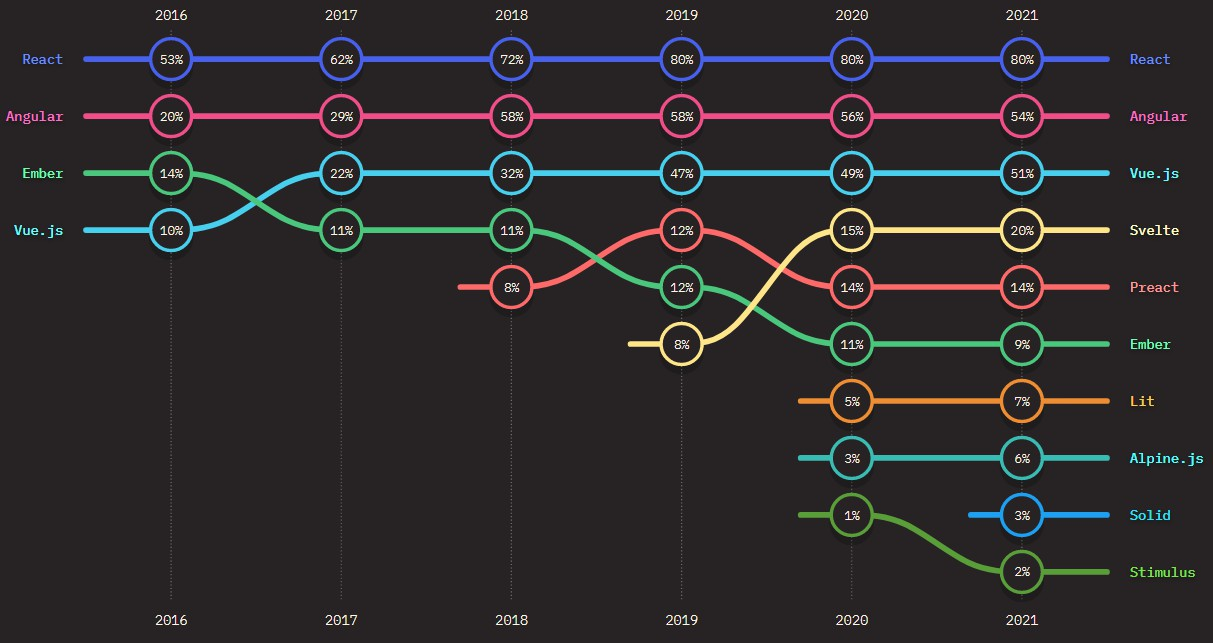 2016 2017 2018 2019 2020 2021
React 53% 62% 72% 80% 80% 80% React
Angular 20% 29% 58% 58% 56% 54% Angular
Ember 14% 22% 32% 47% 49% 51% Vue.js
Vue.js 10% 11% 11% 12% 15% 20% Svelte
8% 12% 14% 14% Preact
8% 11% 9% Ember
5% 7% Lit
3% 6% Alpine.js
1% 3% Solid
2% Stimulus
2016 2017 2018 2019 2020 2021